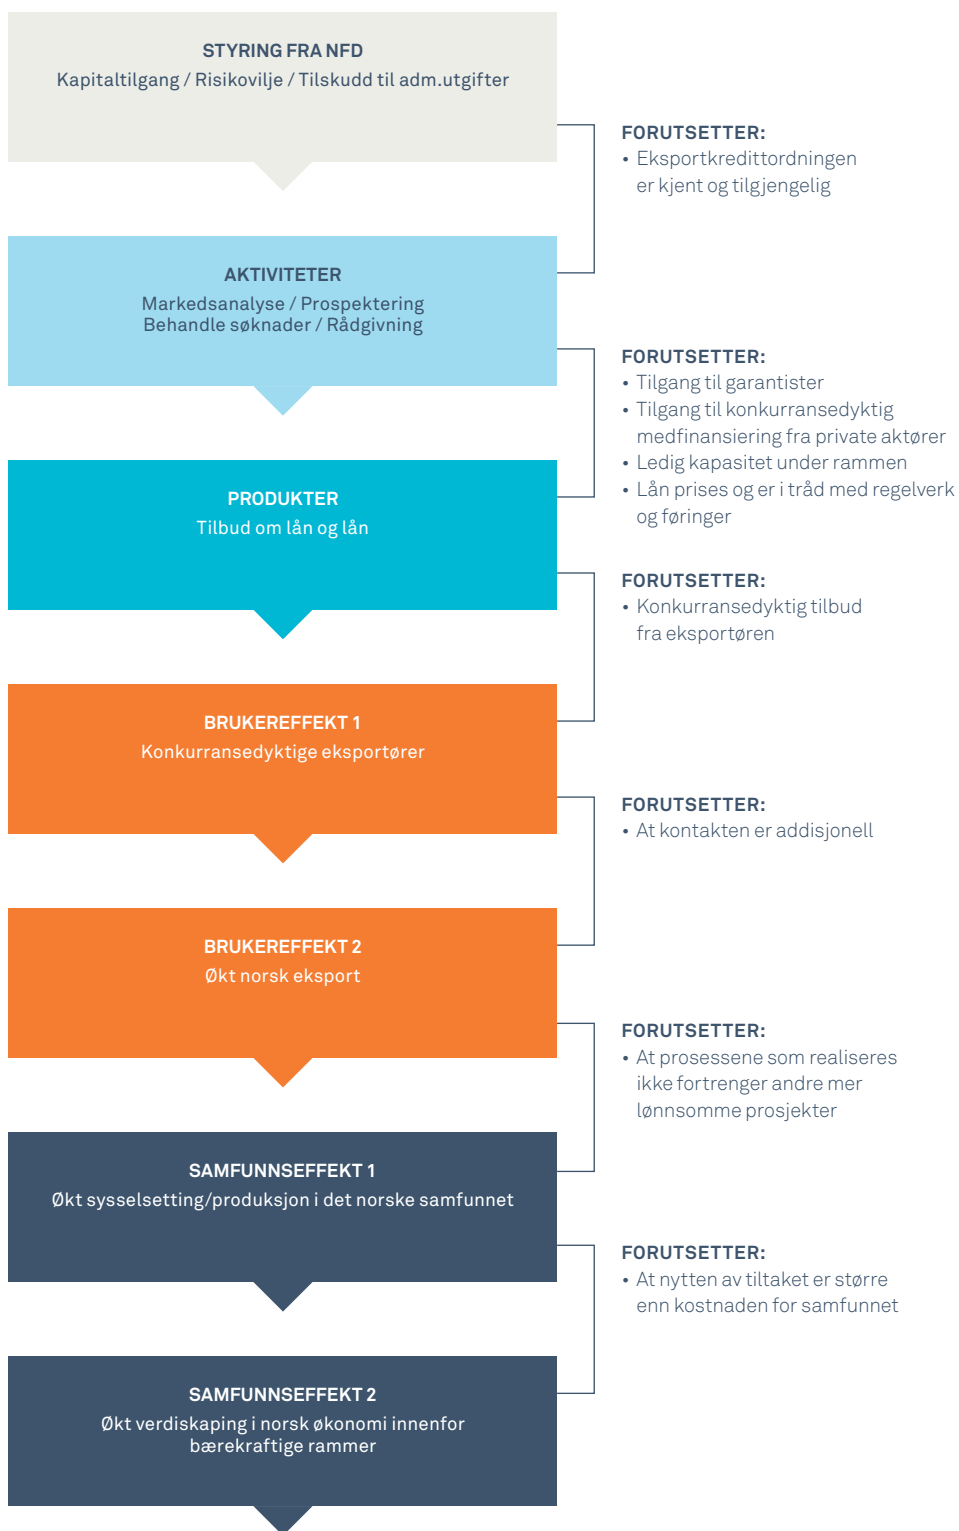 STYRING FRA NFD
Kapitaltilgang / Risikovilje / Tilskudd til adm.utgifter
FORUTSETTER:
• Eksportkredittordningen
er kjent og tilgjengelig
AKTIVITETER
Markedsanalyse / Prospektering
Behandle søknader / Rådgivning
FORUTSETTER:
• Tilgang til garantister
• Tilgang til konkurransedyktig
medfinansiering fra private aktører
• Ledig kapasitet under rammen
• Lån prises og er i tråd med regelverk
og føringer
PRODUKTER
Tilbud om lån og lån
FORUTSETTER:
• Konkurransedyktig tilbud
fra eksportøren
BRUKEREFFEKT 1
Konkurransedyktige eksportører
FORUTSETTER:
• At kontakten er addisjonell
BRUKEREFFEKT 2
Økt norsk eksport
FORUTSETTER:
• At prosessene som realiseres
ikke fortrenger andre mer
lønnsomme prosjekter
SAMFUNNSEFFEKT 1
Økt sysselsetting/produksjon i det norske samfunnet
FORUTSETTER:
• At nytten av tiltaket er større
enn kostnaden for samfunnet
SAMFUNNSEFFEKT 2
Økt verdiskaping i norsk økonomi innenfor
bærekraftige rammer